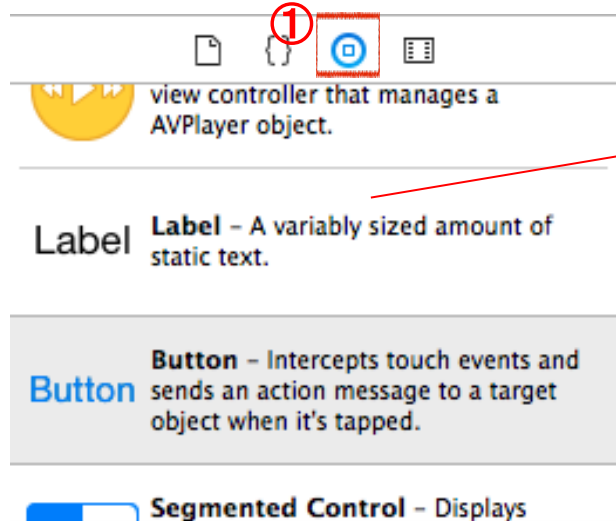 ①
{}
view controller that manages a
AVPlayer object.
Label
Label – A variably sized amount of
static text.
Button
Button – Intercepts touch events and
sends an action message to a target
object when it's tapped.
Segmented Control – Displays